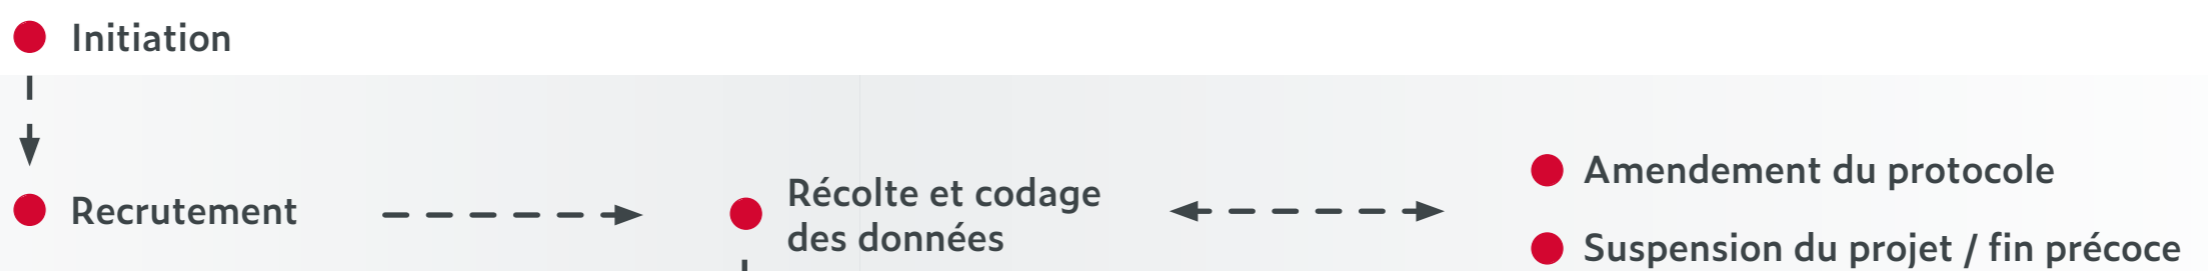 Initiation
Recrutement
Récolte et codage
des données
Amendement du protocole
Suspension du projet / fin précoce